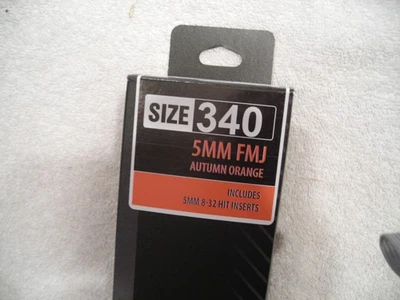 SIZE 340
5MM FMJ
AUTUMN ORANGE
INCLUDES
5MM 8-32 HIT INSERTS